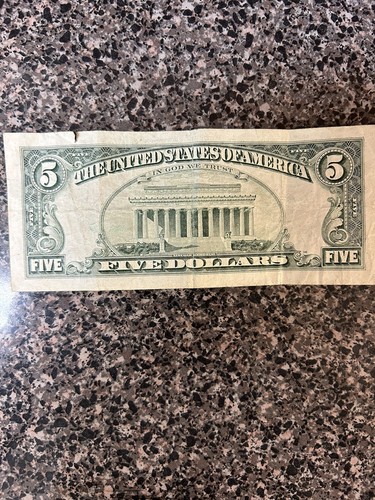 5 THE UNITED STATES OF AMERICA 5
IN GOD WE TRUST
FIVE FIVE DOLLARS FIVE